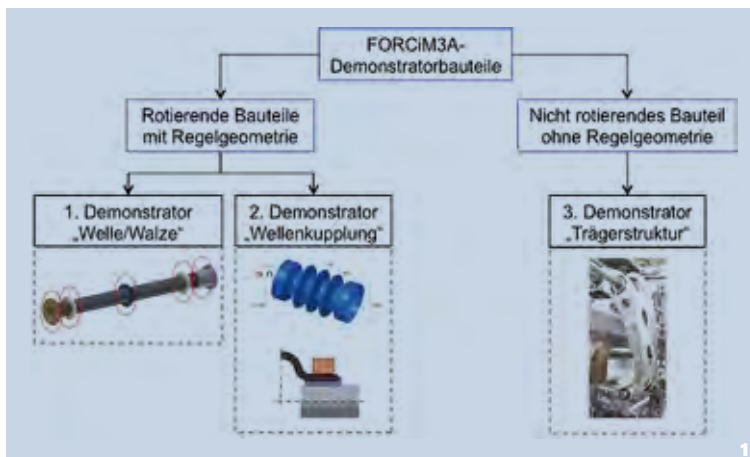 FORCiM3A-
Demonstratorbauteile
Rotierende Bauteile
mit Regelgeometrie
Nicht rotierendes Bauteil
ohne Regelgeometrie
1. Demonstrator
„Welle/Walze“
2. Demonstrator
„Wellenkupplung“
3. Demonstrator
„Trägerstruktur“
1